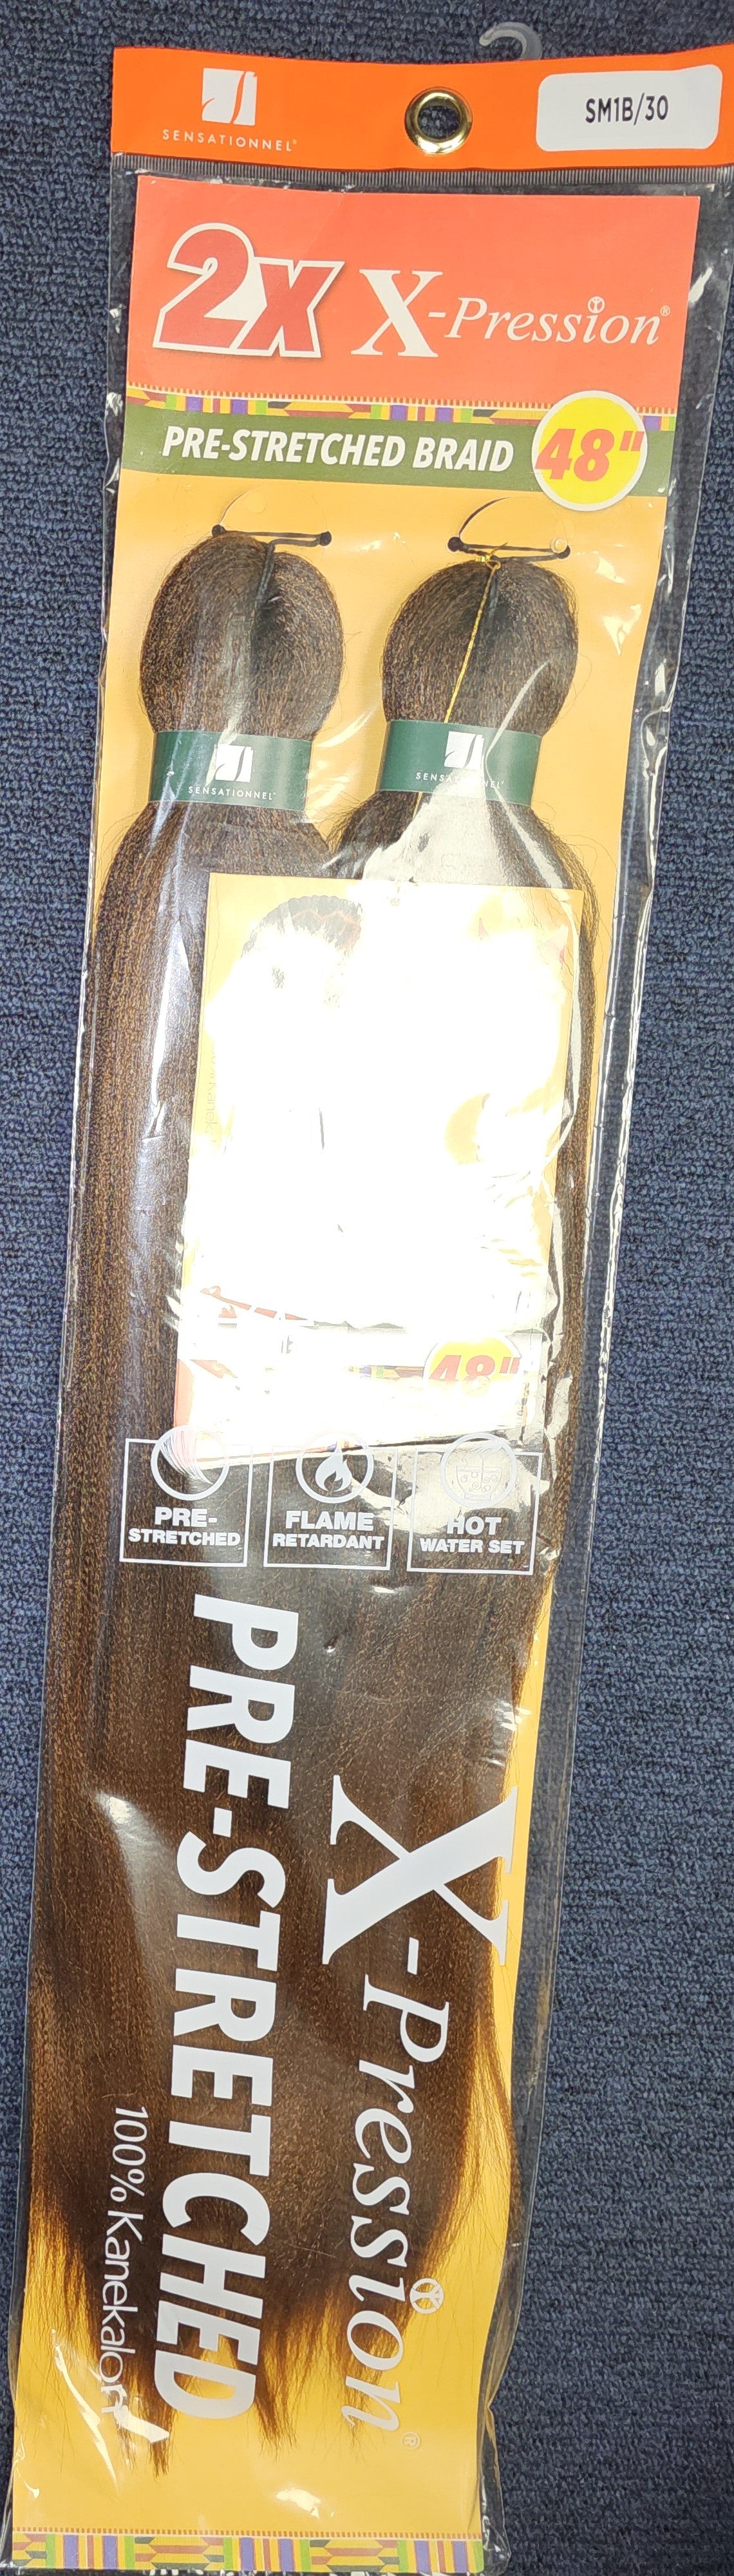 SENSATIONNEL®
SM1B/30
2X X-Pression®
PRE-STRETCHED BRAID 48"
SENSATIONNEL®
SENSATIONNEL®
48"
PRE-
STRETCHED
FLAME
RETARDANT
HOT
WATER SET
X-Pression®
PRE-STRETCHED
100% Kanekalon